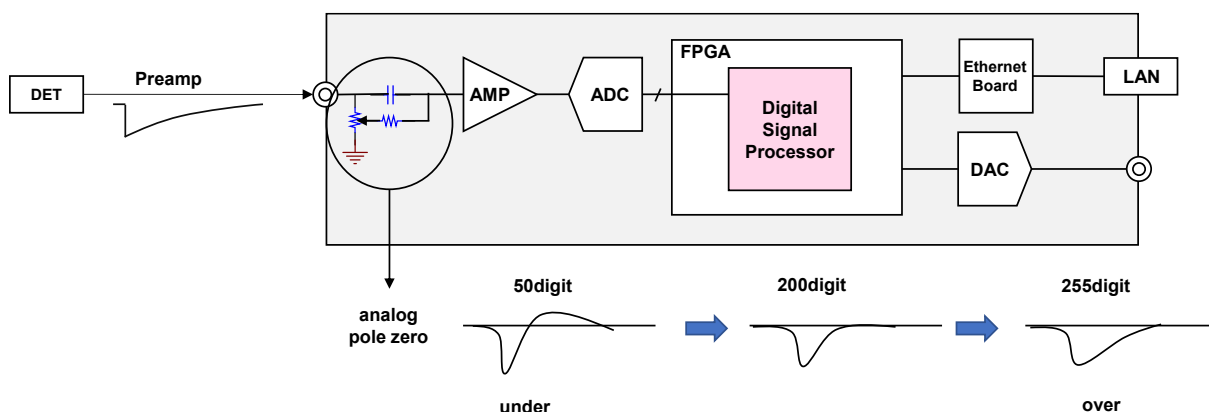 FPGA
Ethernet
Board
LAN
Preamp
DET
AMP
ADC
Digital
Signal
Processor
DAC
50digit
200digit
255digit
analog
pole zero
under
over